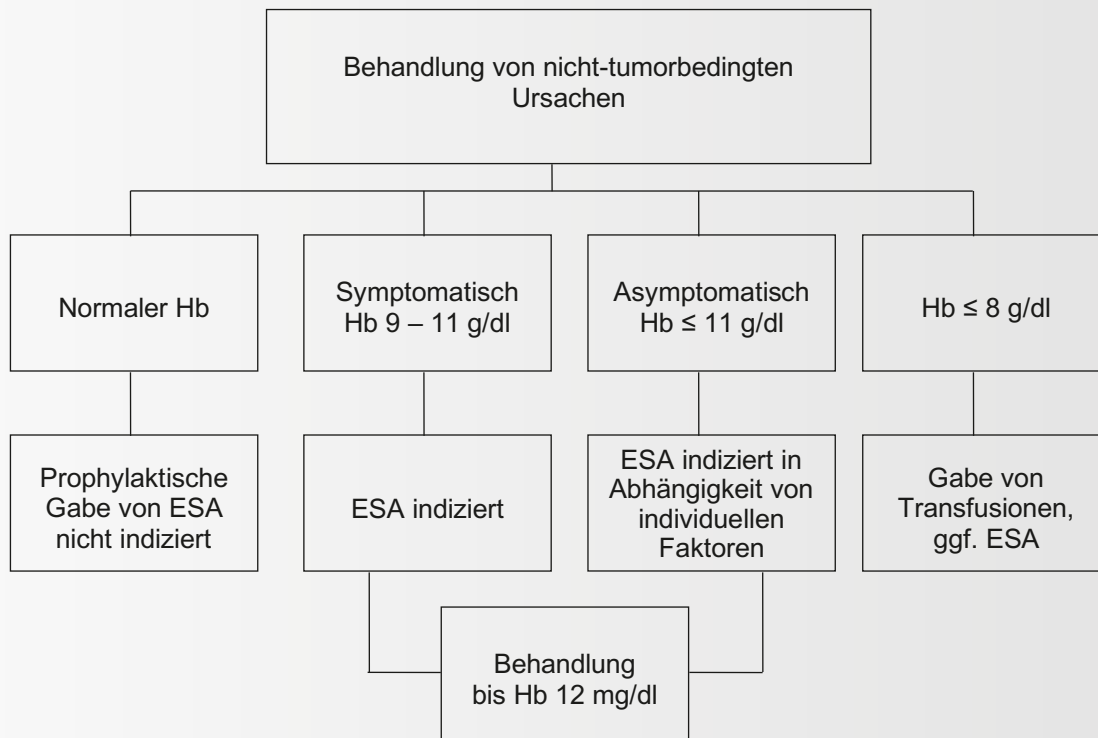 Behandlung von nicht-tumorbedingten
Ursachen
Normaler Hb
Symptomatisch
Hb 9 – 11 g/dl
Asymptomatisch
Hb ≤ 11 g/dl
Hb ≤ 8 g/dl
Prophylaktische
Gabe von ESA
nicht indiziert
ESA indiziert
ESA indiziert in
Abhängigkeit von
individuellen
Faktoren
Gabe von
Transfusionen,
ggf. ESA
Behandlung
bis Hb 12 mg/dl